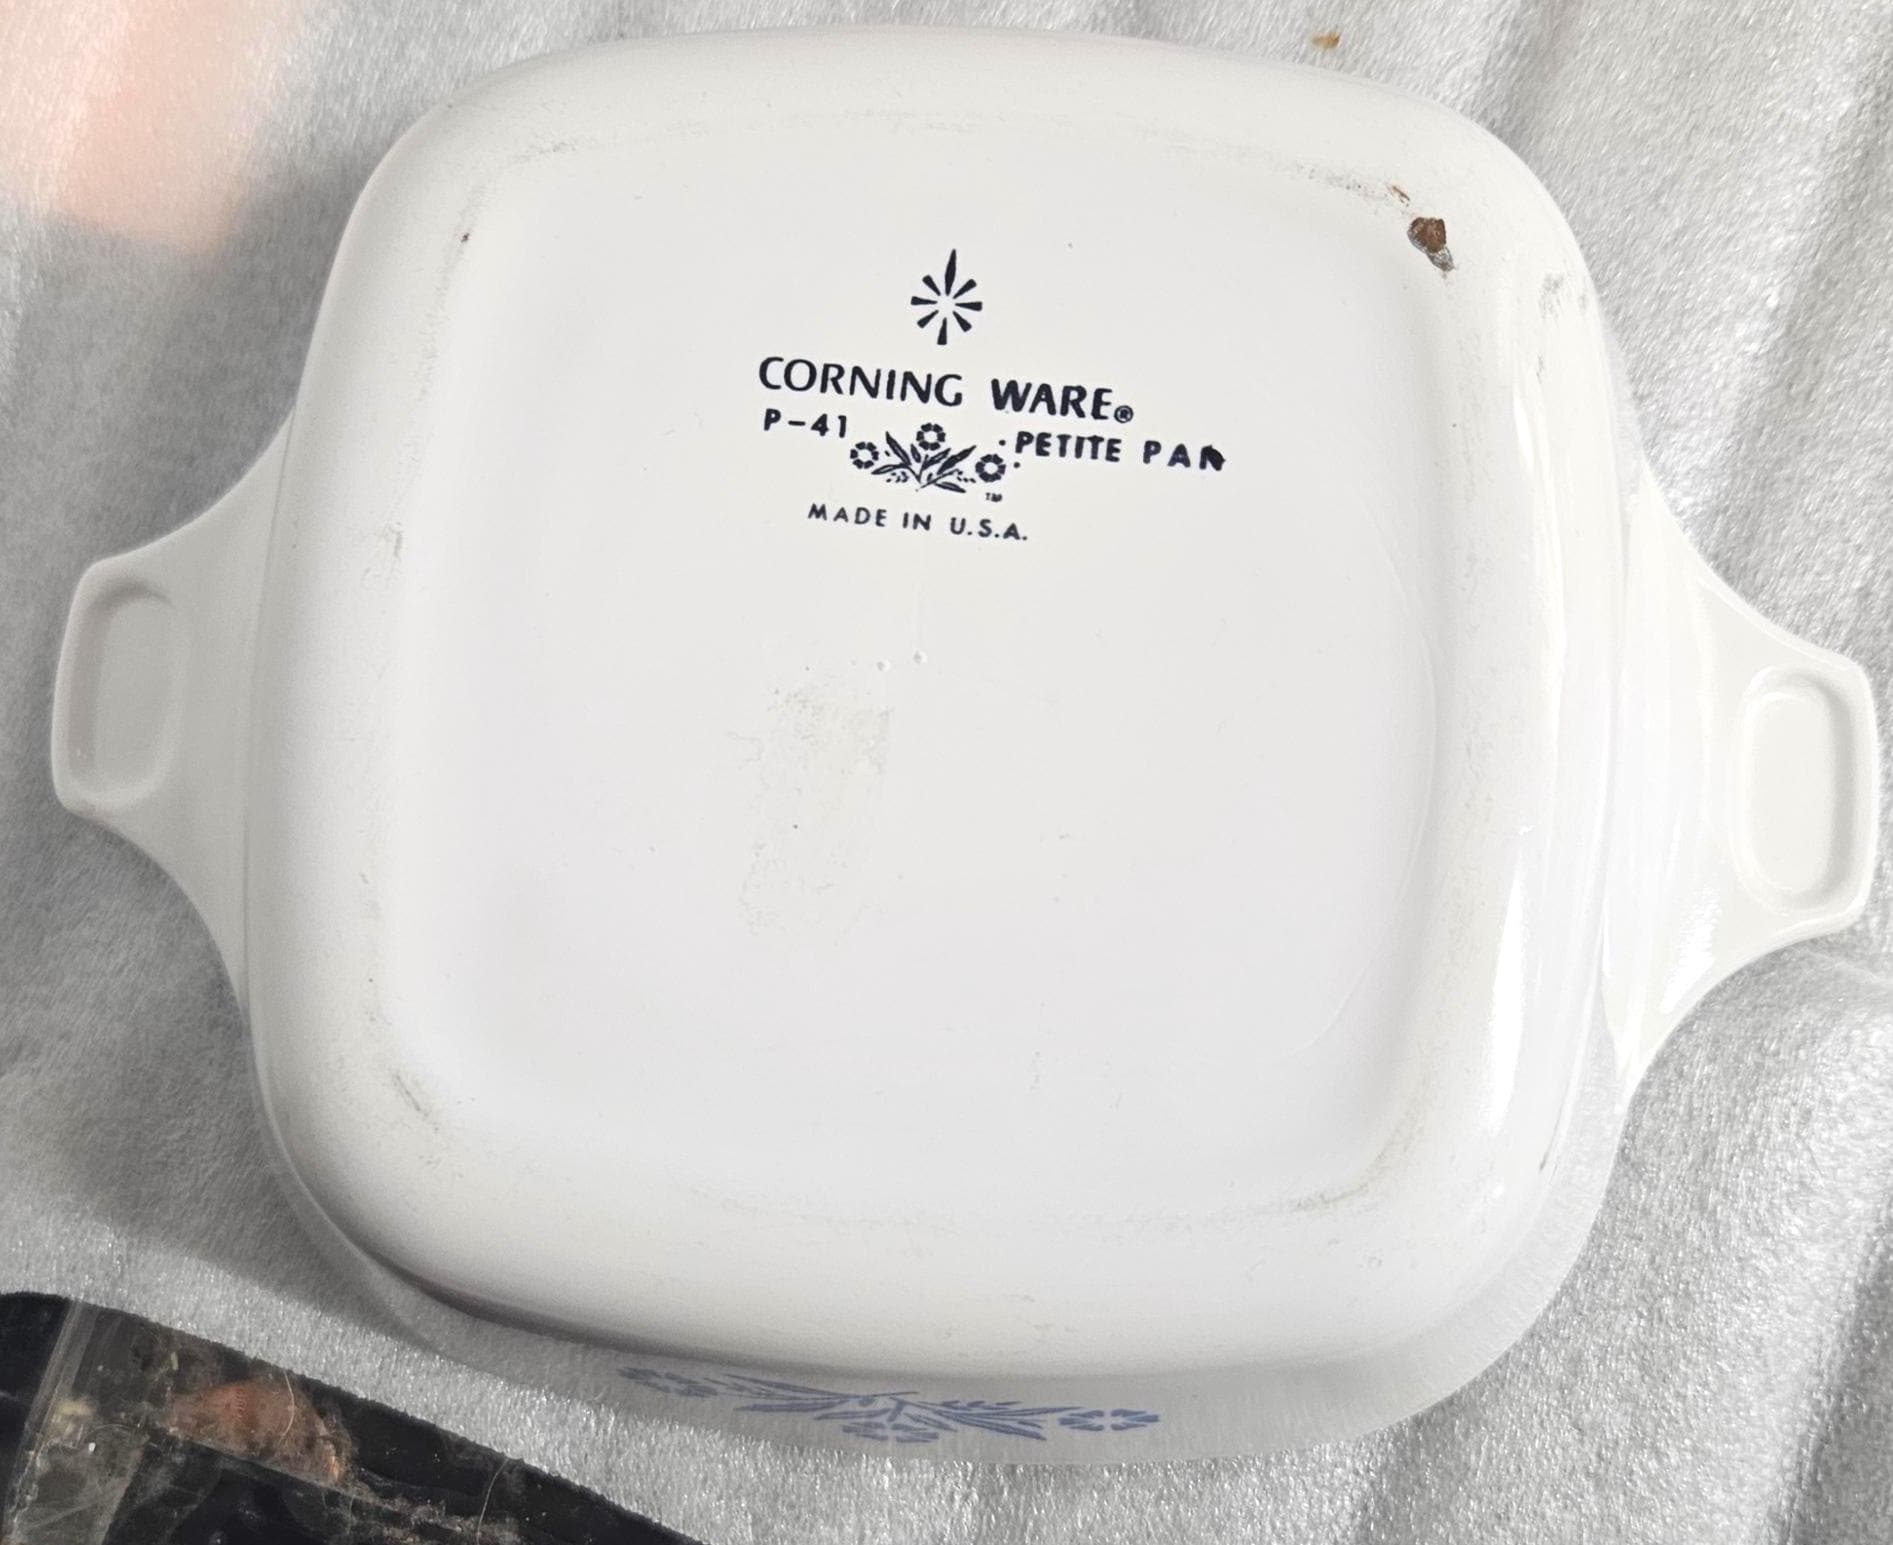 CORNING WARE®
P-41 PETITE PAN
TM
MADE IN U.S.A.